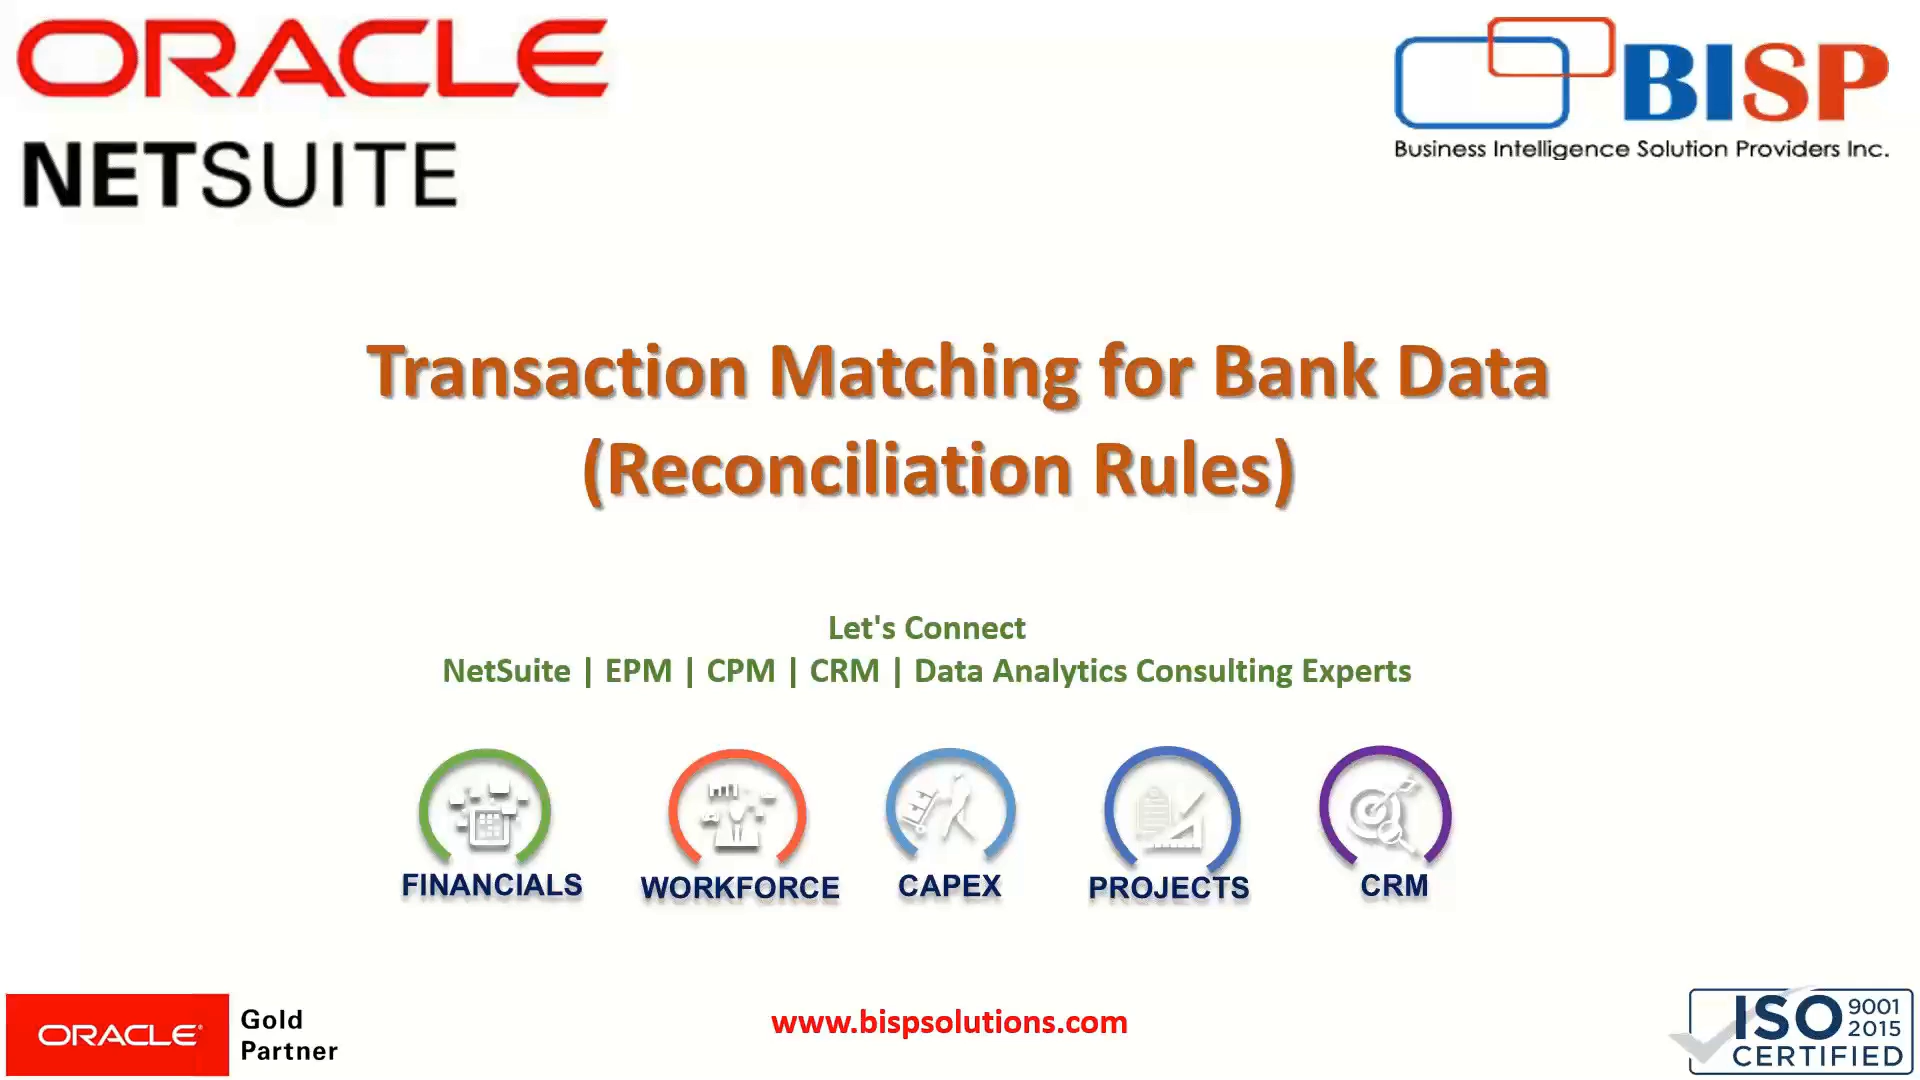 ORACLE
NETSUITE
BISP
Business Intelligence Solution Providers Inc.
Transaction Matching for Bank Data
(Reconciliation Rules)
Let's Connect
NetSuite | EPM | CPM | CRM | Data Analytics Consulting Experts
FINANCIALS
WORKFORCE
CAPEX
PROJECTS
CRM
ORACLE®
Gold
Partner
www.bispsolutions.com
ISO 9001
2015
CERTIFIED